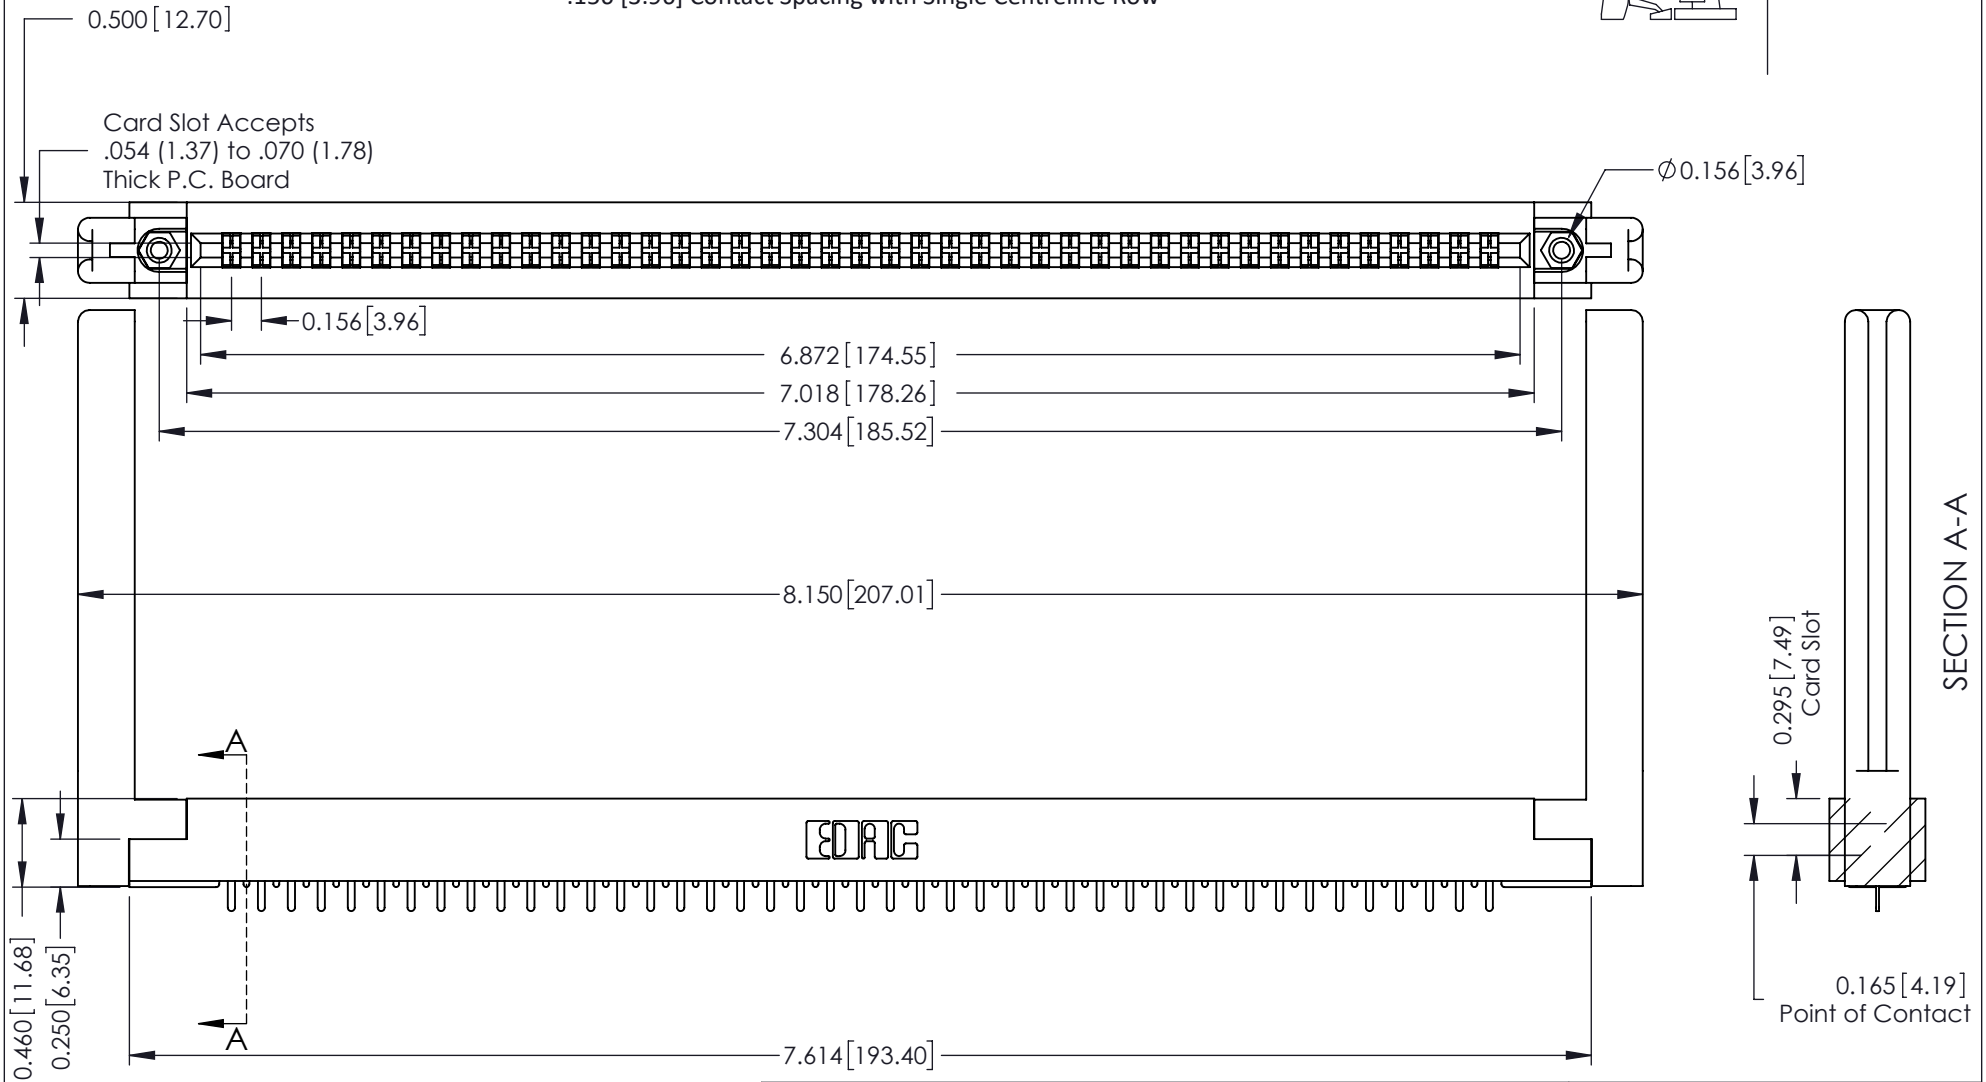 .156 [3.96] Contact Spacing with Single Centreline Row
0.500 [12.70]
Card Slot Accepts
.054 (1.37) to .070 (1.78)
Thick P.C. Board
Ø0.156[3.96]
0.156[3.96]
6.872[174.55]
7.018[178.26]
7.304[185.52]
8.150[207.01]
SECTION A-A
0.295[7.49]
Card Slot
A
EDAC
0.460[11.68]
0.250[6.35]
A
0.165[4.19]
Point of Contact
7.614[193.40]